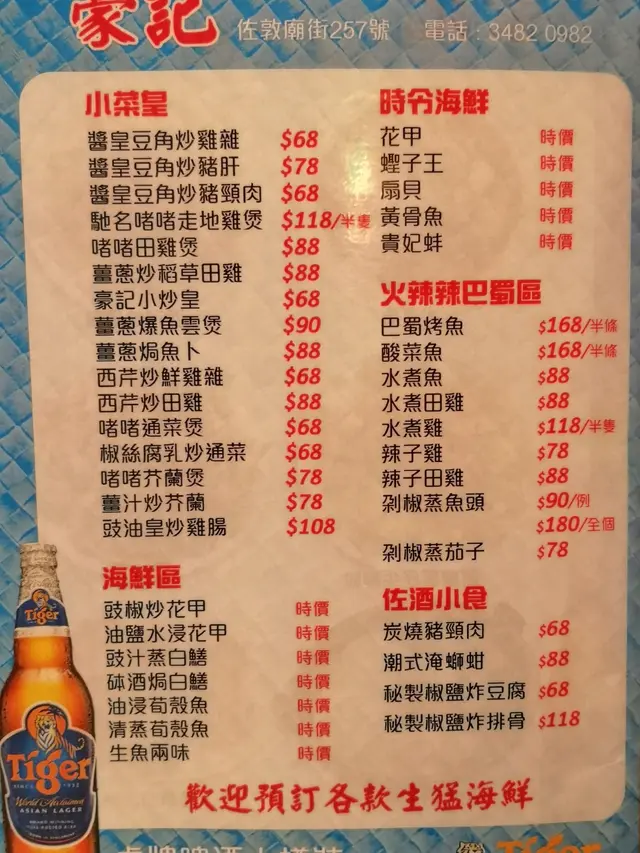 豪記 佐敦廟街257號 電話：3482 0982
小菜皇
醬皇豆角炒雞雜 $68
醬皇豆角炒豬肝 $78
醬皇豆角炒豬頸肉 $68
馳名啫啫走地雞煲 $118/半隻
啫啫田雞煲 $88
薑蔥炒稻草田雞 $88
豪記小炒皇 $68
薑蔥爆魚雲煲 $90
薑蔥焗魚卜 $88
西芹炒鮮雞雜 $68
西芹炒田雞 $88
啫啫通菜煲 $68
椒絲腐乳炒通菜 $68
啫啫芥蘭煲 $78
薑汁炒芥蘭 $78
豉油皇炒雞腸 $108
海鮮區
豉椒炒花甲 時價
油鹽水浸花甲 時價
豉汁蒸白鱔 時價
砵酒焗白鱔 時價
油浸荀殼魚 時價
清蒸荀殼魚 時價
生魚兩味 時價
時令海鮮
花甲 時價
蟶子王 時價
扇貝 時價
黃骨魚 時價
貴妃蚌 時價
火辣辣巴蜀區
巴蜀烤魚 $168/半條
酸菜魚 $168/半條
水煮魚 $88
水煮田雞 $88
水煮雞 $118/半隻
辣子雞 $78
辣子田雞 $88
剁椒蒸魚頭 $90/例
$180/全個
剁椒蒸茄子 $78
佐酒小食
炭燒豬頸肉 $68
潮式淹螄蚶 $88
秘製椒鹽炸豆腐 $68
秘製椒鹽炸排骨 $118
歡迎預訂各款生猛海鮮
Tiger
Tiger
SINCE 1932
World Acclaimed
ASIAN LAGER
Tiger